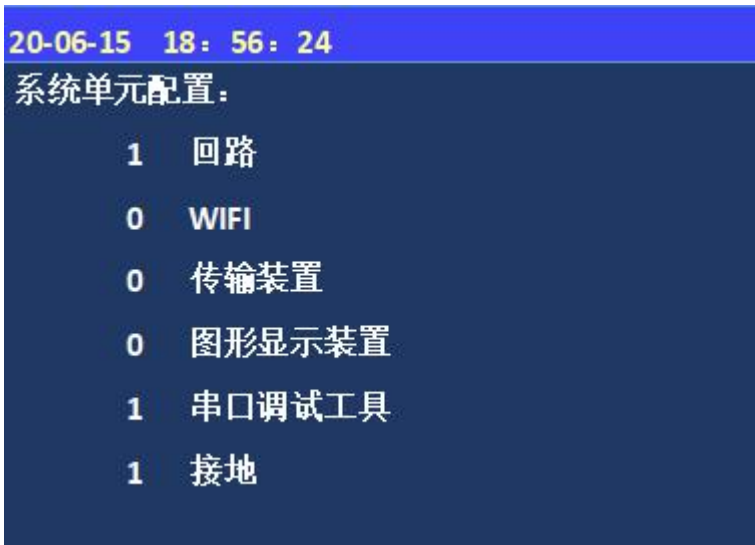 20-06-15 18：56：24
系统单元配置：
1 回路
0 WIFI
0 传输装置
0 图形显示装置
1 串口调试工具
1 接地